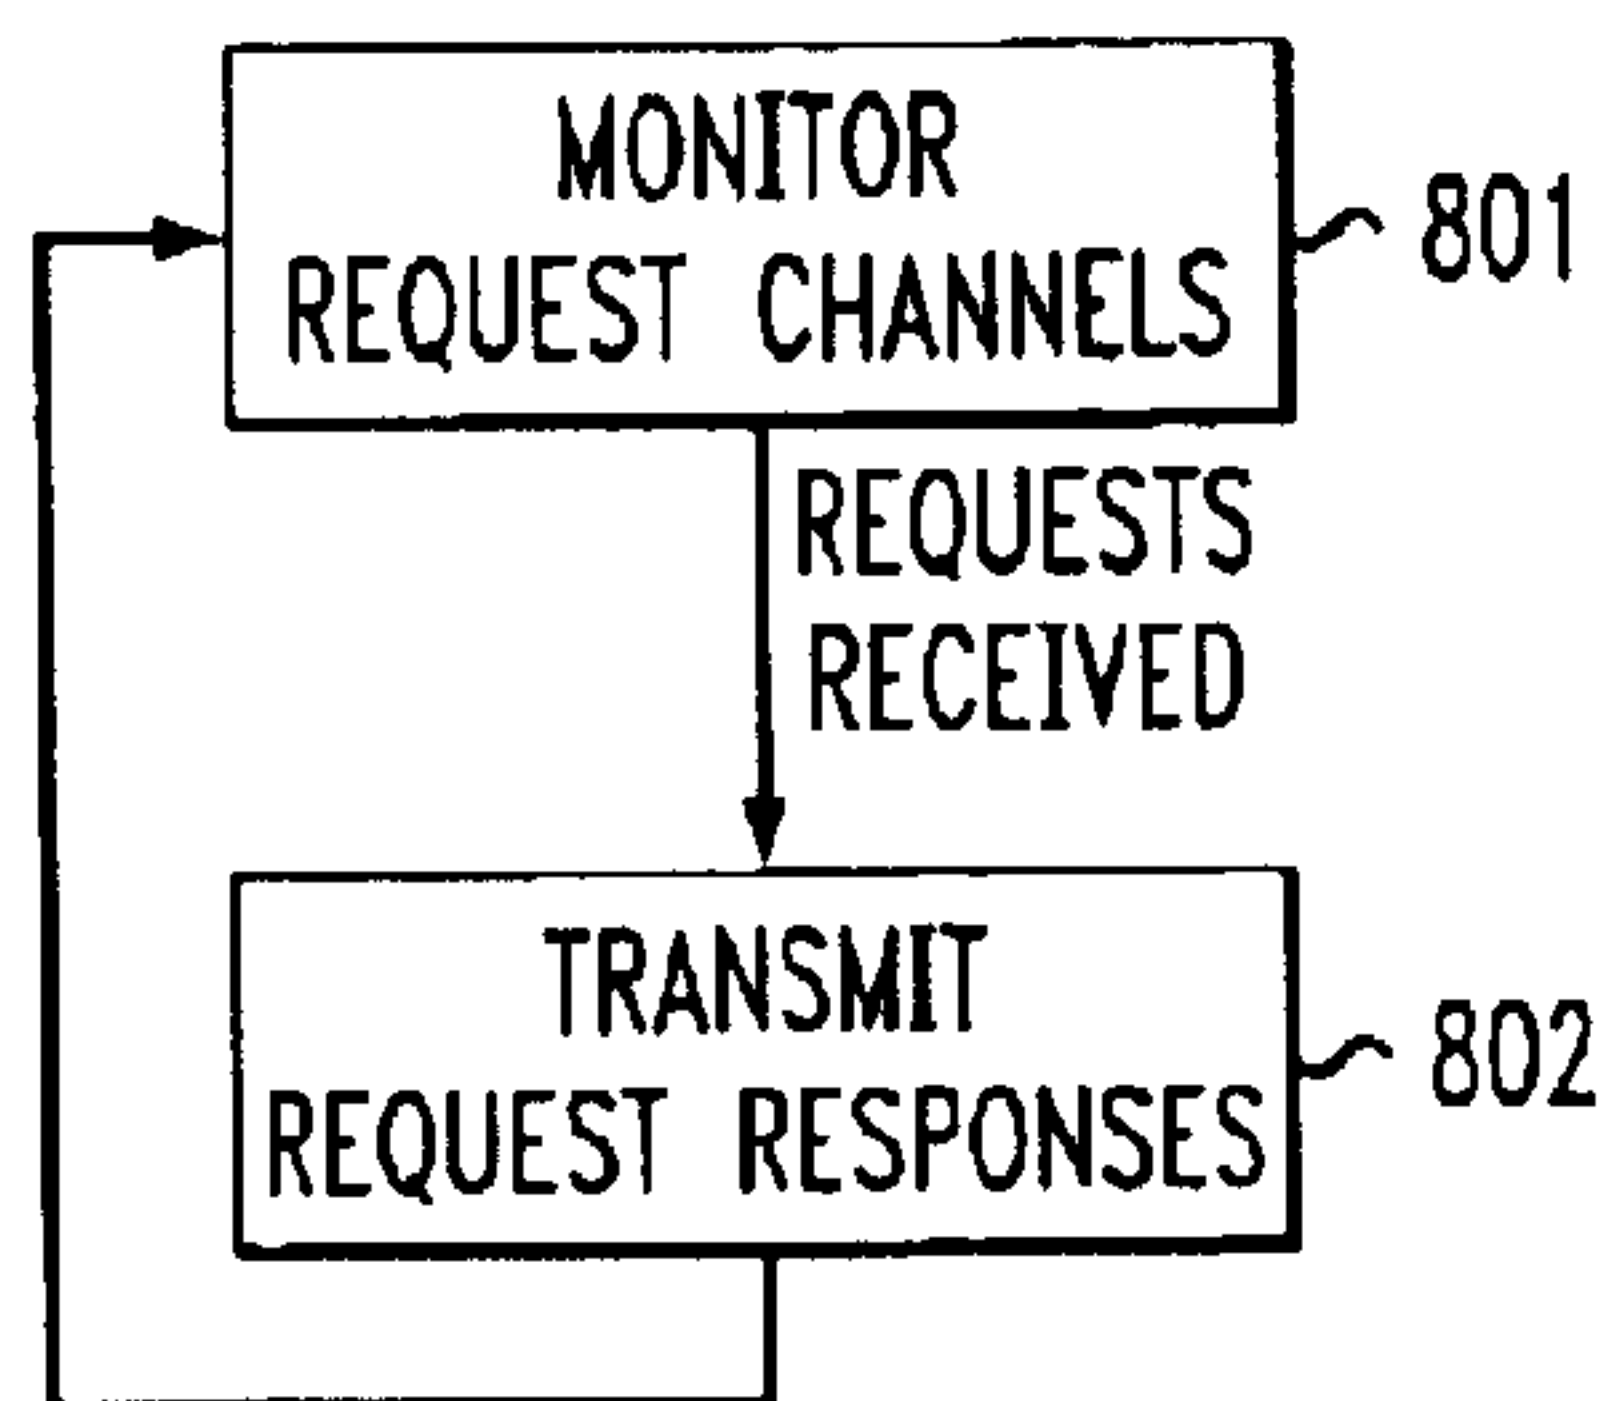 MONITOR
REQUEST CHANNELS
801
REQUESTS
RECEIVED
TRANSMIT
REQUEST RESPONSES
802